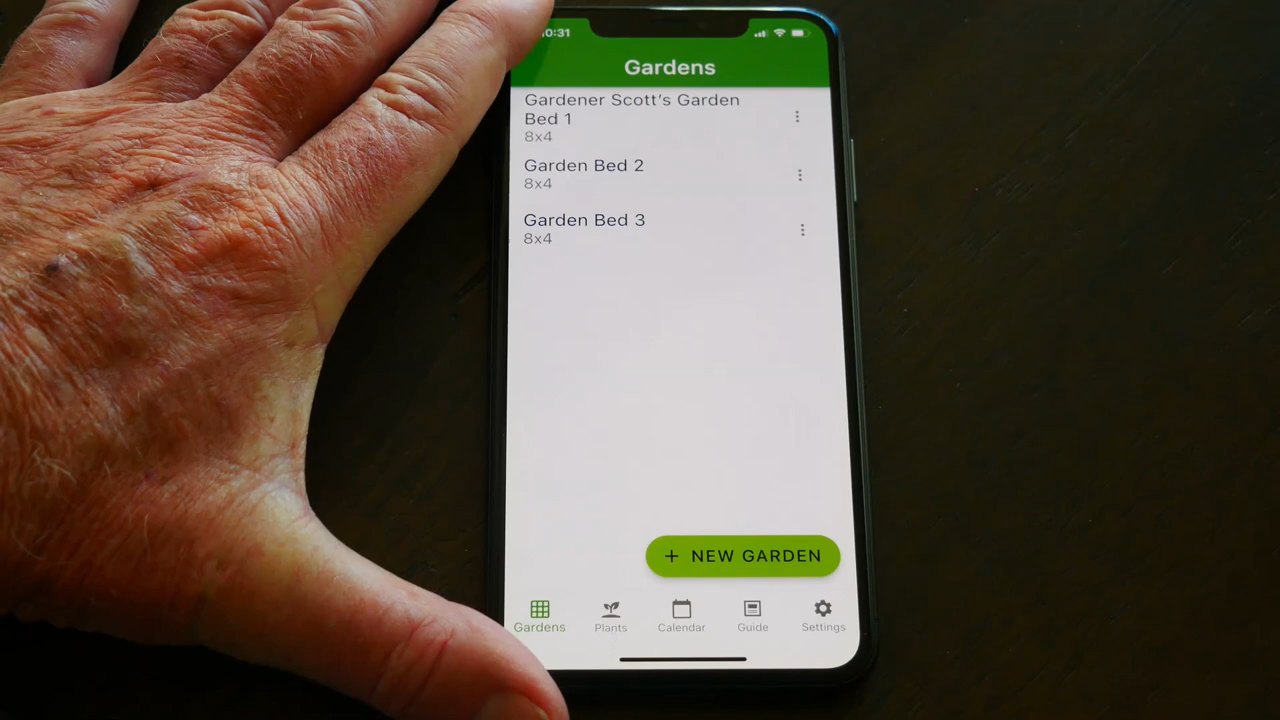 0:31
Gardens
Gardener Scott's Garden
Bed 1
8x4
Garden Bed 2
8x4
Garden Bed 3
8x4
+ NEW GARDEN
Gardens Plants Calendar Guide Settings